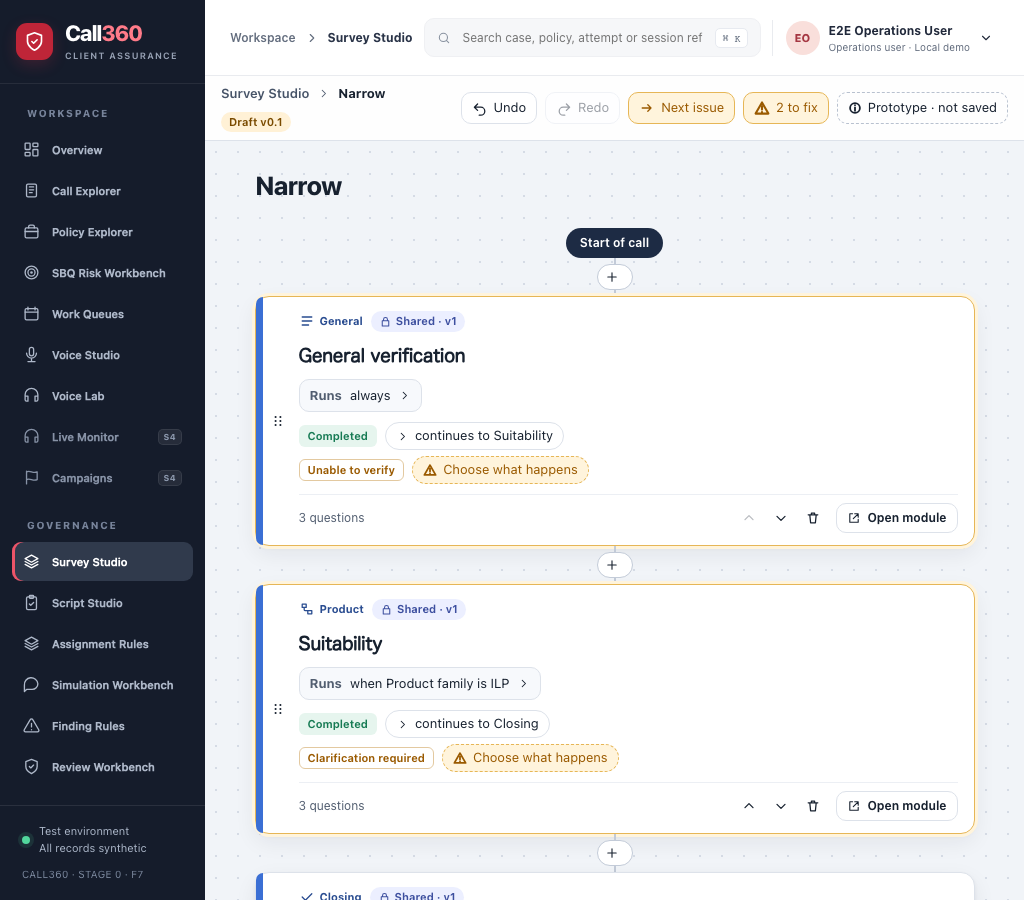 Call360
CLIENT ASSURANCE
WORKSPACE
Overview
Call Explorer
Policy Explorer
SBQ Risk Workbench
Work Queues
Voice Studio
Voice Lab
Live Monitor S4
Campaigns S4
GOVERNANCE
Survey Studio
Script Studio
Assignment Rules
Simulation Workbench
Finding Rules
Review Workbench
Test environment
All records synthetic
CALL360 · STAGE 0 · F7
Workspace > Survey Studio
Search case, policy, attempt or session ref
⌘ K
EO
E2E Operations User
Operations user · Local demo
Survey Studio > Narrow
Draft v0.1
Undo
Redo
Next issue
2 to fix
Prototype · not saved
Narrow
Start of call
+
General Shared · v1
General verification
Runs always >
Completed > continues to Suitability
Unable to verify Choose what happens
3 questions Open module
+
Product Shared · v1
Suitability
Runs when Product family is ILP >
Completed > continues to Closing
Clarification required Choose what happens
3 questions Open module
+
Closing Shared · v1